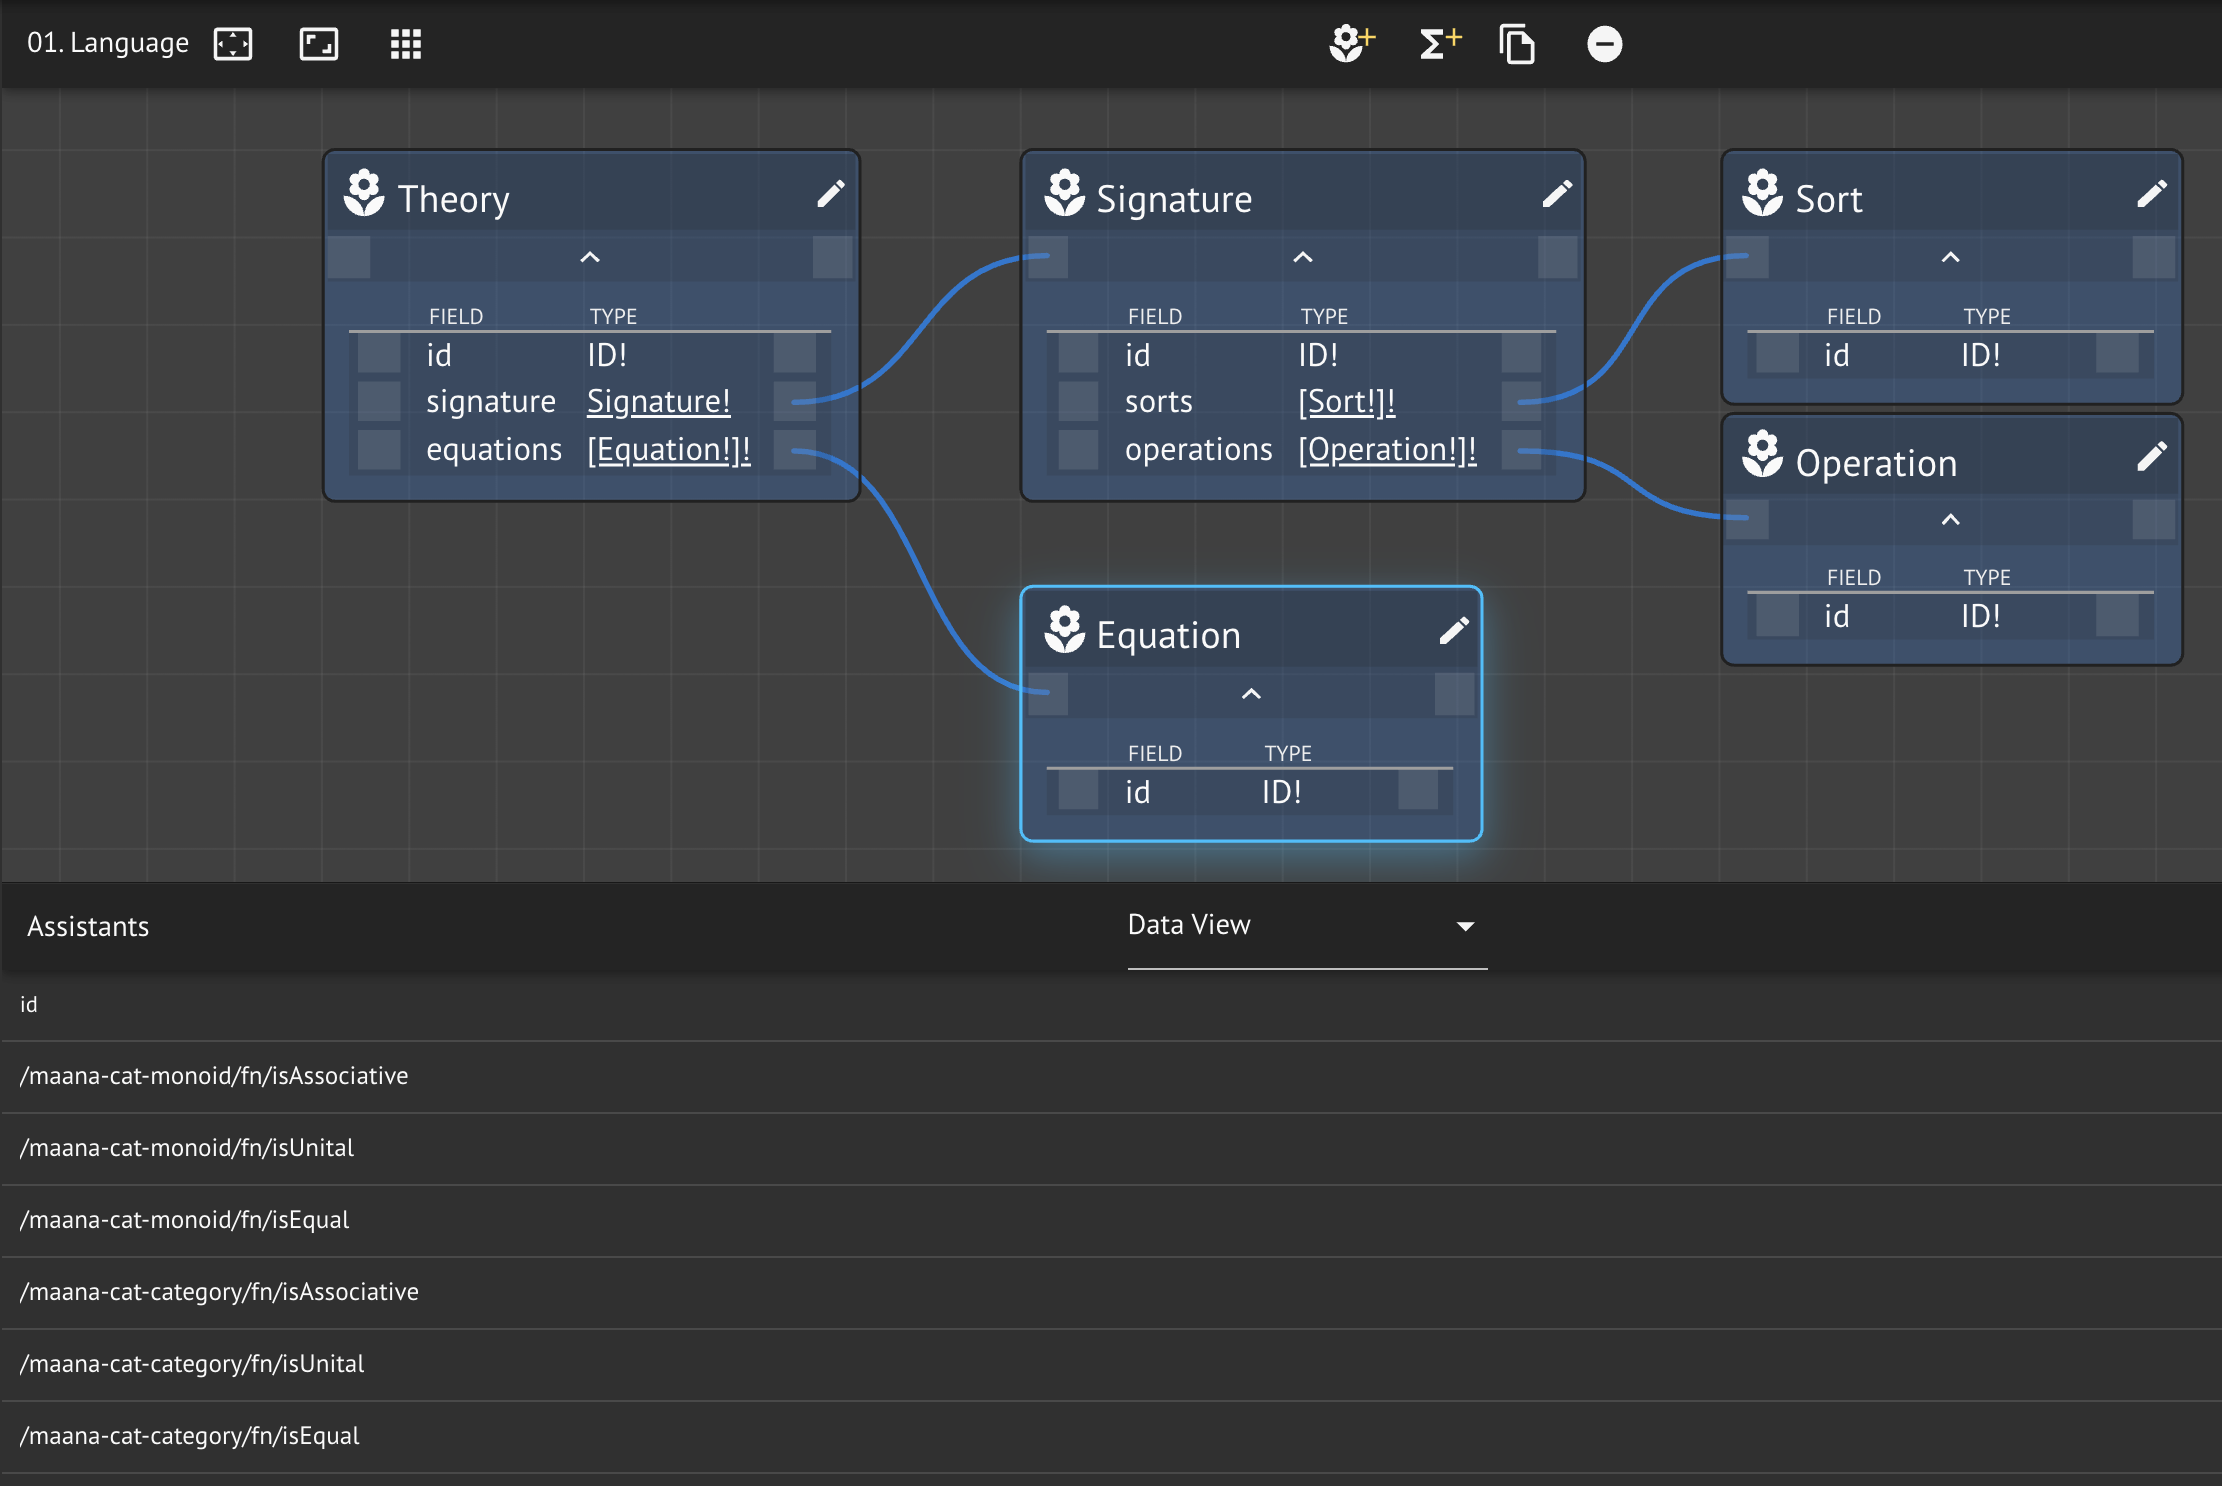 01. Language
Theory
FIELD TYPE
id ID!
signature Signature!
equations [Equation!]!
Signature
FIELD TYPE
id ID!
sorts [Sort!]!
operations [Operation!]!
Sort
FIELD TYPE
id ID!
Operation
FIELD TYPE
id ID!
Equation
FIELD TYPE
id ID!
Assistants
Data View
id
/maana-cat-monoid/fn/isAssociative
/maana-cat-monoid/fn/isUnital
/maana-cat-monoid/fn/isEqual
/maana-cat-category/fn/isAssociative
/maana-cat-category/fn/isUnital
/maana-cat-category/fn/isEqual